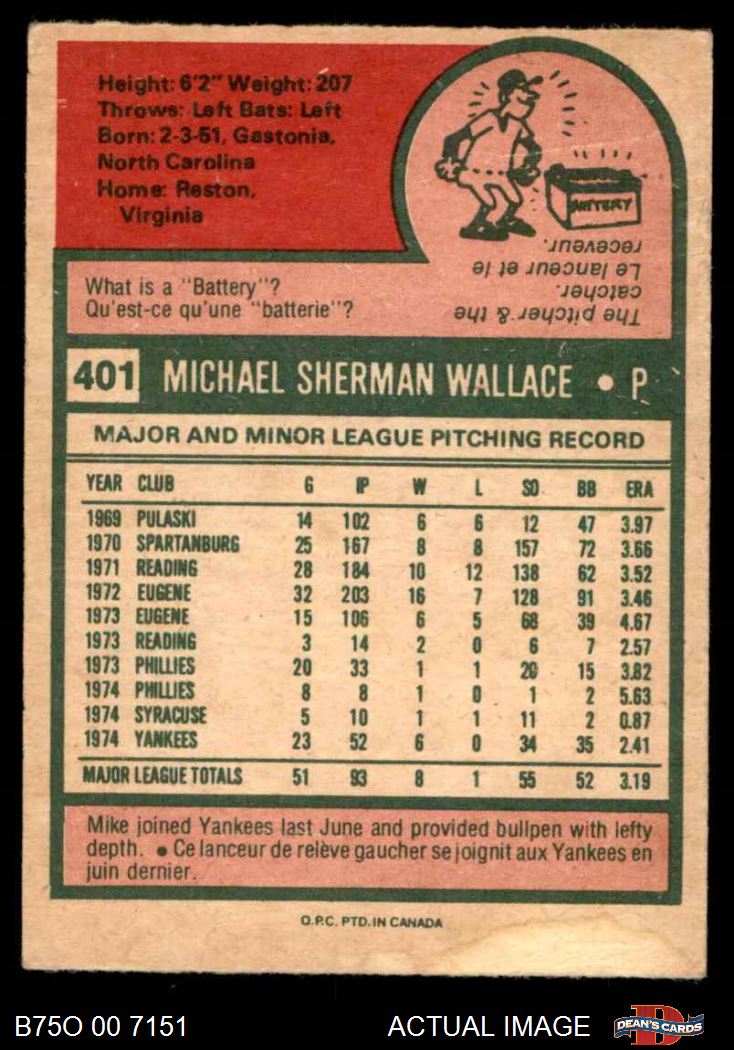 Height: 6'2" Weight: 207
Throws: Left Bats: Left
Born: 2-3-51, Gastonia,
North Carolina
Home: Reston,
Virginia
BATTERY
What is a "Battery"?
Qu'est-ce qu'une "batterie"?
The pitcher & the
catcher.
Le lanceur et le
receveur.
401 MICHAEL SHERMAN WALLACE • P
MAJOR AND MINOR LEAGUE PITCHING RECORD
YEAR CLUB G IP W L SO BB ERA
1969 PULASKI 14 102 6 6 12 47 3.97
1970 SPARTANBURG 25 167 8 8 157 72 3.66
1971 READING 28 184 10 12 138 62 3.52
1972 EUGENE 32 203 16 7 128 91 3.46
1973 EUGENE 15 106 6 5 68 39 4.67
1973 READING 3 14 2 0 6 7 2.57
1973 PHILLIES 20 33 1 1 20 15 3.82
1974 PHILLIES 8 8 1 0 1 2 5.63
1974 SYRACUSE 5 10 1 1 11 2 0.87
1974 YANKEES 23 52 6 0 34 35 2.41
MAJOR LEAGUE TOTALS 51 93 8 1 55 52 3.19
Mike joined Yankees last June and provided bullpen with lefty
depth. • Ce lanceur de relève gaucher se joignit aux Yankees en
juin dernier.
O.P.C. PTD. IN CANADA
B75O 00 7151 ACTUAL IMAGE DEAN'S CARDS